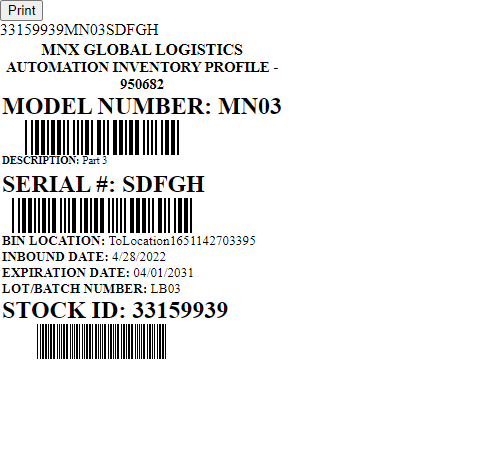 Print
33159939MN03SDFGH
MNX GLOBAL LOGISTICS
AUTOMATION INVENTORY PROFILE -
950682
MODEL NUMBER: MN03
DESCRIPTION: Part 3
SERIAL #: SDFGH
BIN LOCATION: ToLocation1651142703395
INBOUND DATE: 4/28/2022
EXPIRATION DATE: 04/01/2031
LOT/BATCH NUMBER: LB03
STOCK ID: 33159939